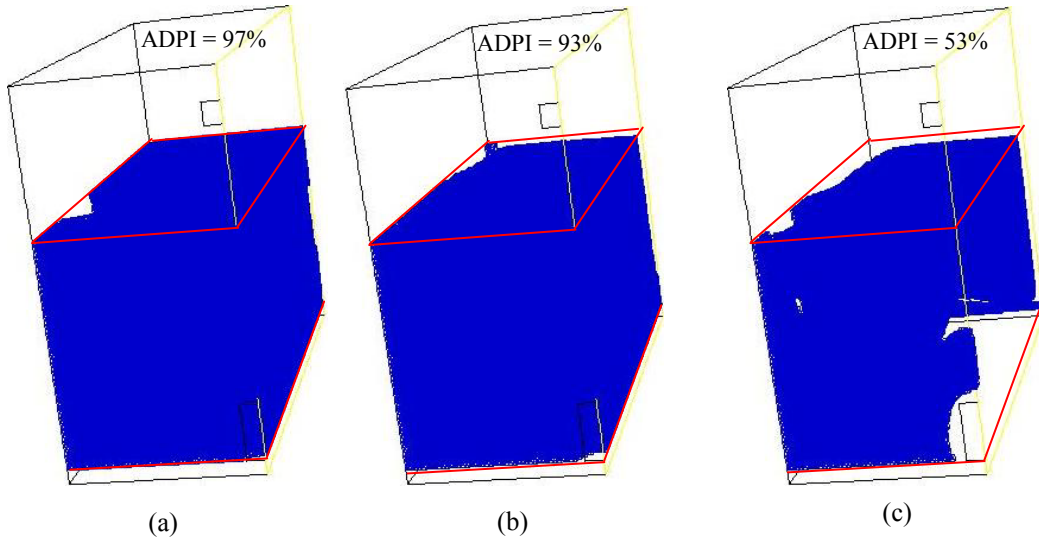 ADPI = 97%
ADPI = 93%
ADPI = 53%
(a)
(b)
(c)